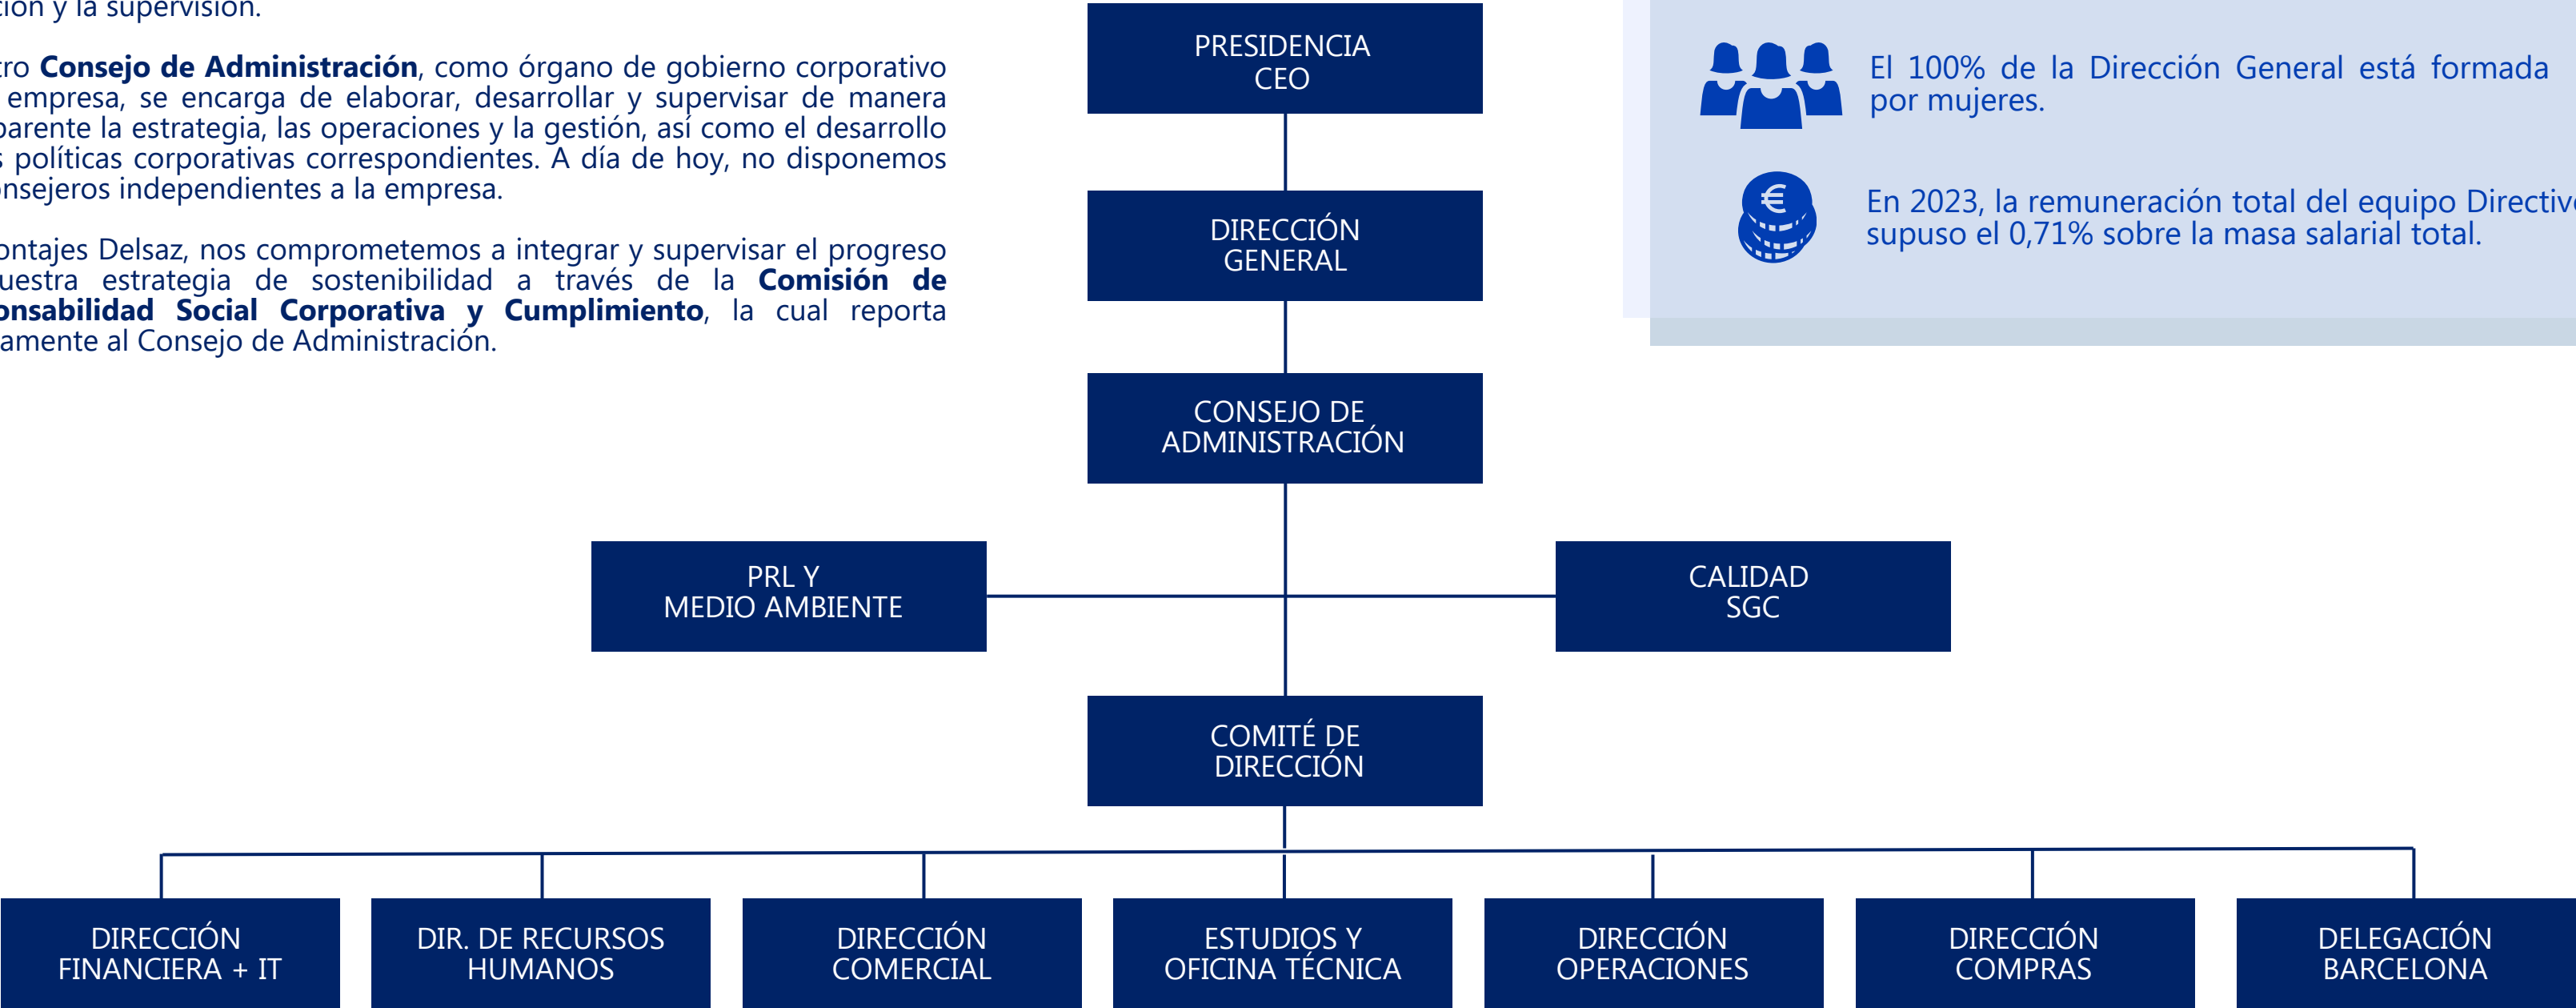 y la supervisión.
tro Consejo de Administración, como órgano de gobierno corporativo
empresa, se encarga de elaborar, desarrollar y supervisar de manera
parente la estrategia, las operaciones y la gestión, así como el desarrollo
s políticas corporativas correspondientes. A día de hoy, no disponemos
onsejeros independientes a la empresa.
ontajes Delsaz, nos comprometemos a integrar y supervisar el progreso
uestra estrategia de sostenibilidad a través de la Comisión de
onsabilidad Social Corporativa y Cumplimiento, la cual reporta
amente al Consejo de Administración.
PRESIDENCIA
CEO
El 100% de la Dirección General está formada
por mujeres.
En 2023, la remuneración total del equipo Directiv
supuso el 0,71% sobre la masa salarial total.
DIRECCIÓN
GENERAL
CONSEJO DE
ADMINISTRACIÓN
PRL Y
MEDIO AMBIENTE
CALIDAD
SGC
COMITÉ DE
DIRECCIÓN
DIRECCIÓN
FINANCIERA + IT
DIR. DE RECURSOS
HUMANOS
DIRECCIÓN
COMERCIAL
ESTUDIOS Y
OFICINA TÉCNICA
DIRECCIÓN
OPERACIONES
DIRECCIÓN
COMPRAS
DELEGACIÓN
BARCELONA